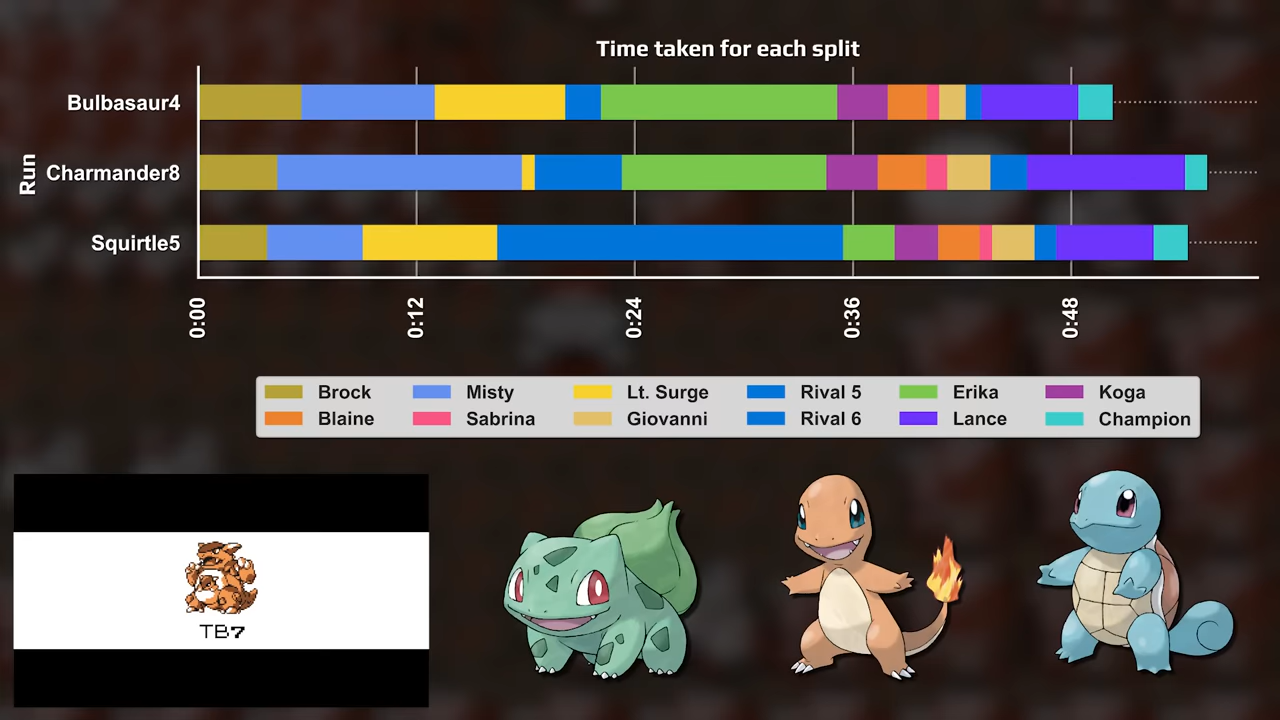 Time taken for each split
Run
Bulbasaur4
Charmander8
Squirtle5
0:00 0:12 0:24 0:36 0:48
Brock Misty Lt. Surge Rival 5 Erika Koga
Blaine Sabrina Giovanni Rival 6 Lance Champion
TB7